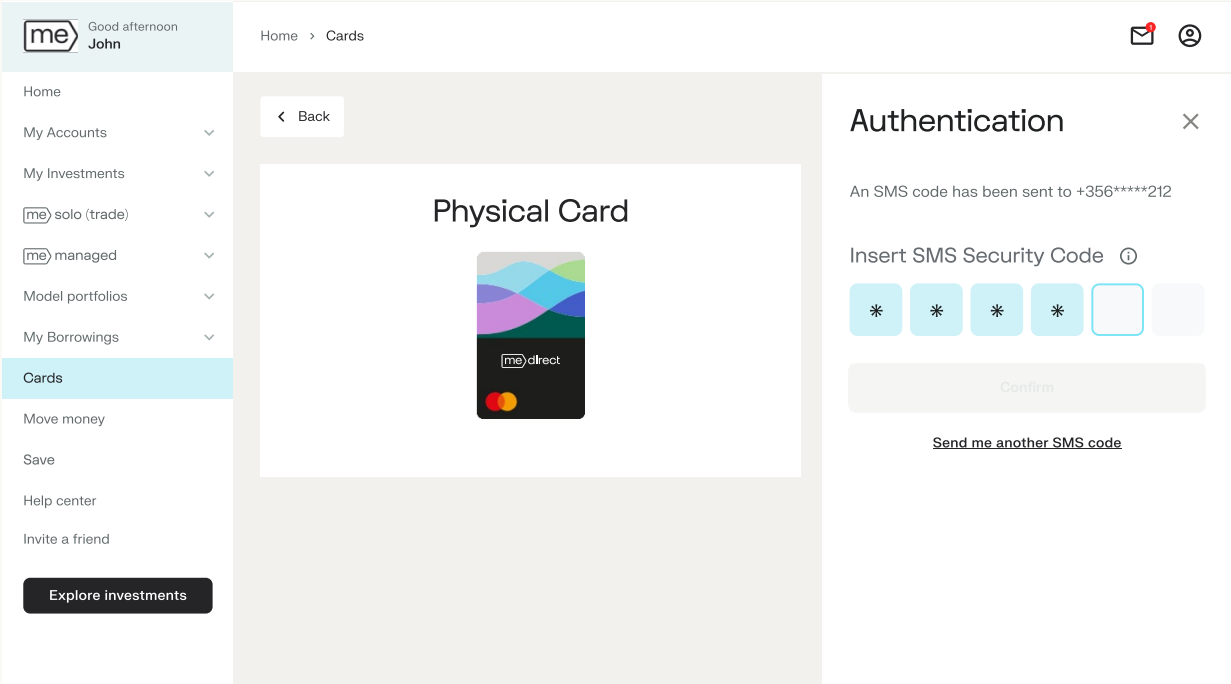 me
Good afternoon
John
Home
My Accounts
My Investments
me solo (trade)
me managed
Model portfolios
My Borrowings
Cards
Move money
Save
Help center
Invite a friend
Explore investments
Home > Cards
1
Back
Physical Card
me direct
Authentication
An SMS code has been sent to +356*****212
Insert SMS Security Code
* * * *
Confirm
Send me another SMS code